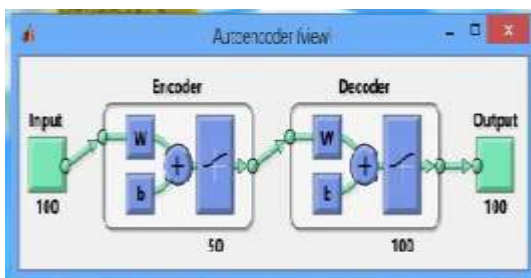 Autoencoder (view)
Encoder Decoder
Input Output
W W
b b
100 50 100 100